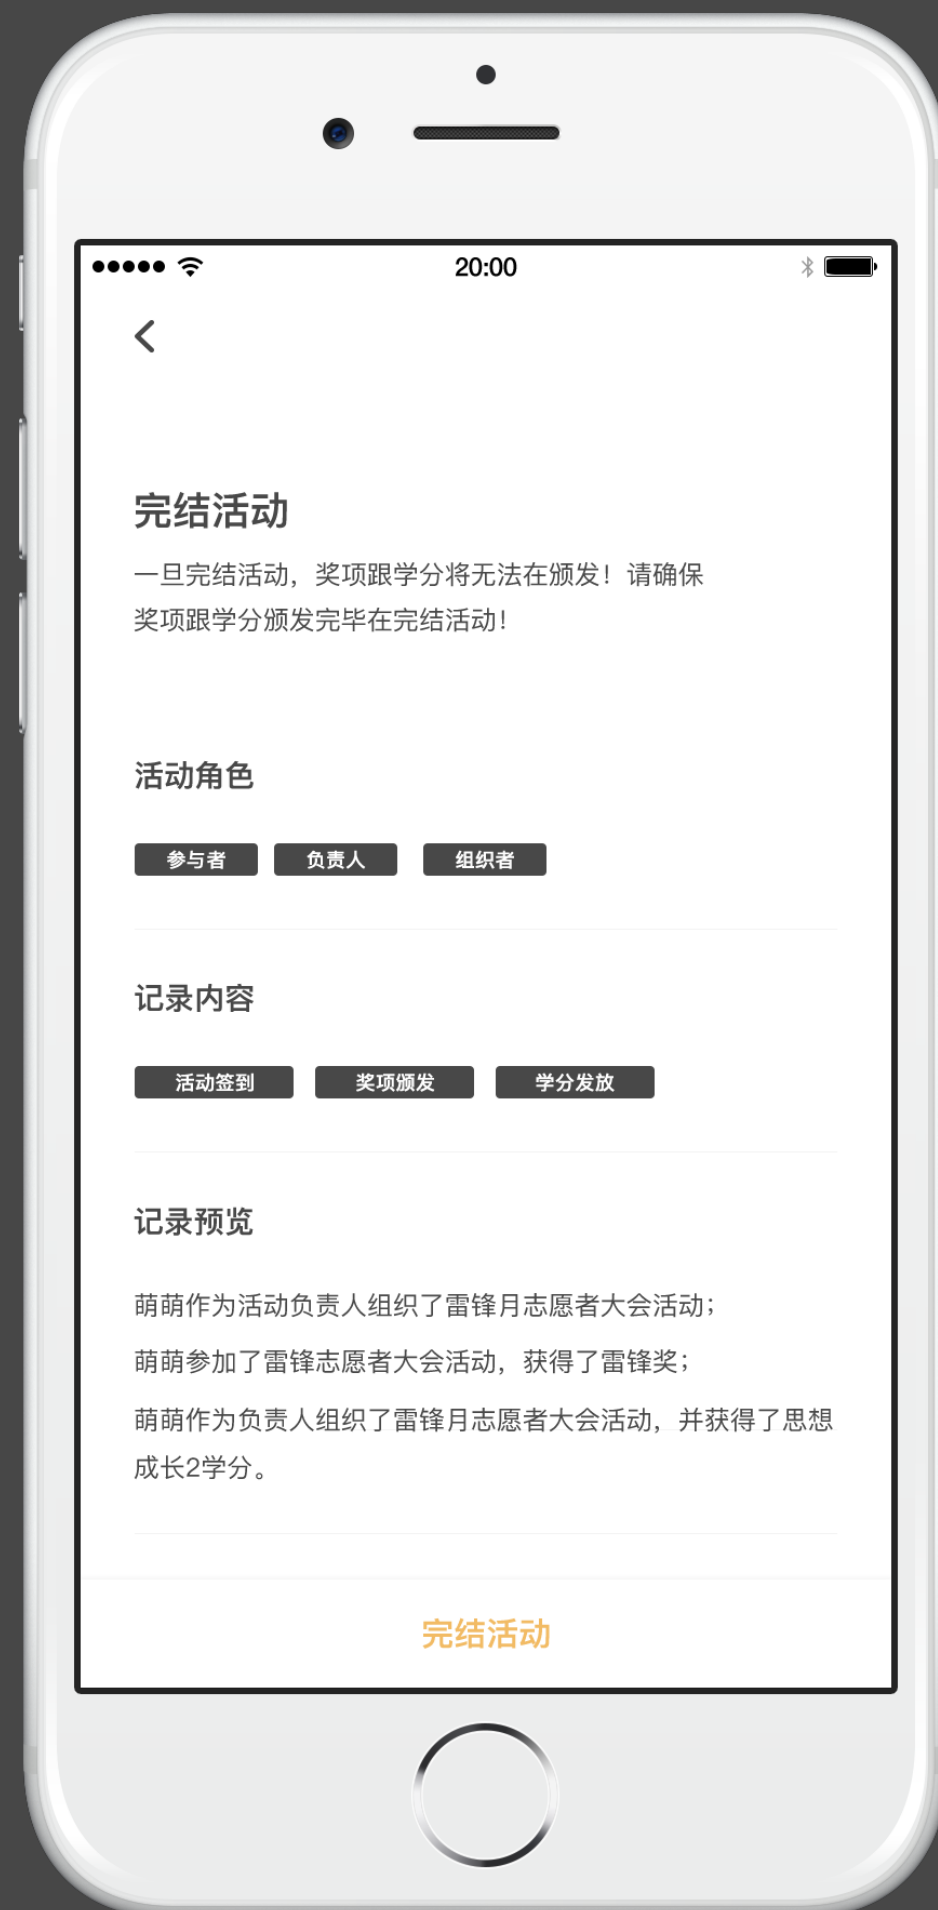 20:00
完结活动
一旦完结活动，奖项跟学分将无法在颁发！请确保
奖项跟学分颁发完毕在完结活动！
活动角色
参与者 负责人 组织者
记录内容
活动签到 奖项颁发 学分发放
记录预览
萌萌作为活动负责人组织了雷锋月志愿者大会活动；
萌萌参加了雷锋志愿者大会活动，获得了雷锋奖；
萌萌作为负责人组织了雷锋月志愿者大会活动，并获得了思想
成长2学分。
完结活动